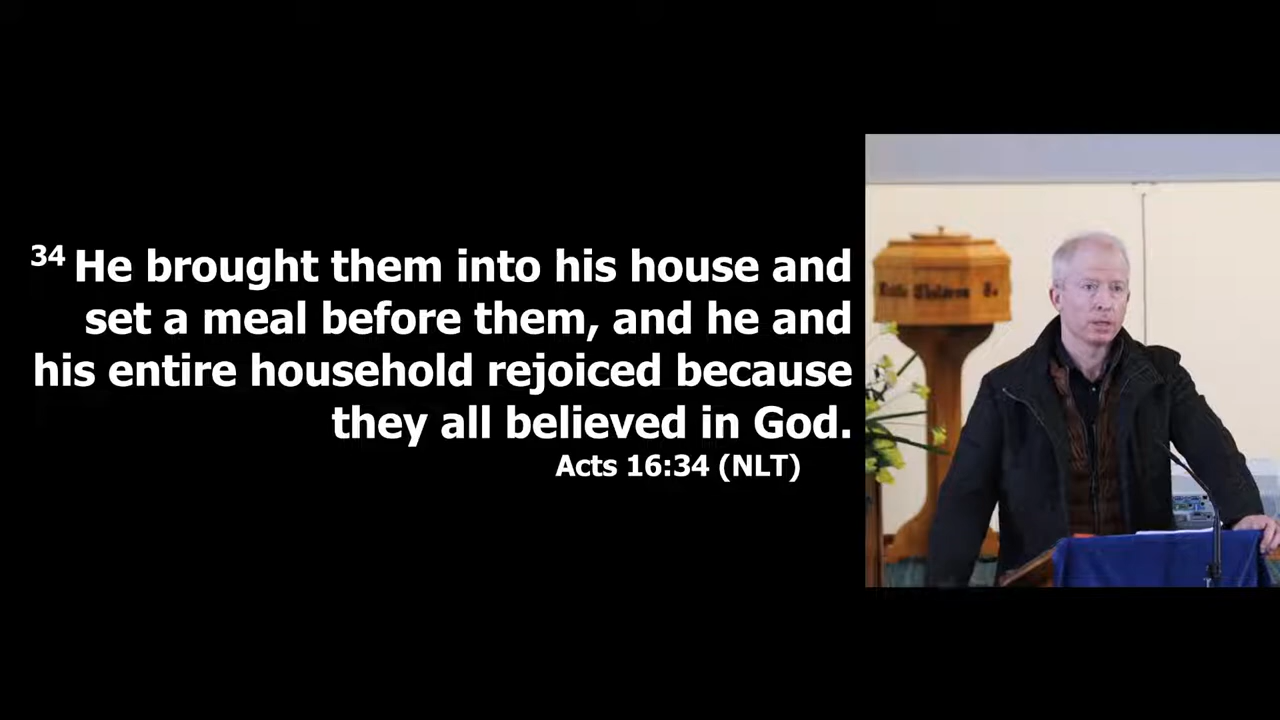 34 He brought them into his house and
set a meal before them, and he and
his entire household rejoiced because
they all believed in God.
Acts 16:34 (NLT)